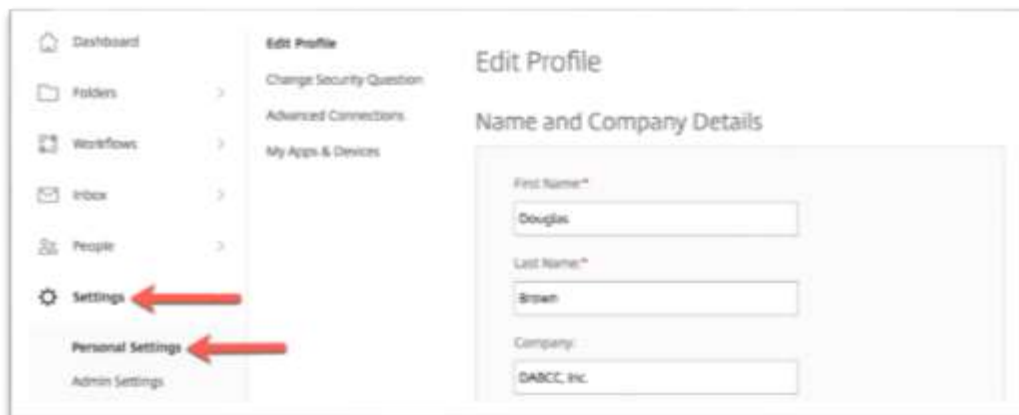 Dashboard
Folders
Workflows
Inbox
People
Settings
Personal Settings
Admin Settings
Edit Profile
Change Security Question
Advanced Connections
My Apps & Devices
Edit Profile
Name and Company Details
First Name:*
Douglas
Last Name:*
Brown
Company:
DABCC, Inc.